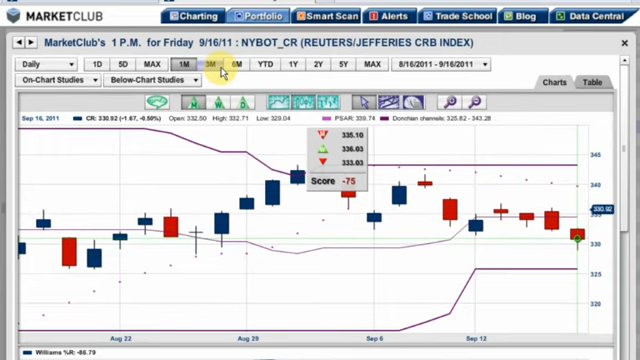 MARKETCLUB Charting Portfolio Smart Scan Alerts Trade School Blog Data Central
MarketClub's 1 P.M. for Friday 9/16/11 : NYBOT_CR (REUTERS/JEFFERIES CRB INDEX)
Daily 1D 5D MAX 1M 3M 6M YTD 1Y 2Y 5Y MAX 8/16/2011 - 9/16/2011
On-Chart Studies Below-Chart Studies Charts Table
M W D
Sep 16, 2011 CR: 330.92 (-1.67, -0.50%) Open: 332.50 High: 332.71 Low: 329.04 PSAR: 339.74 Donchian channels: 325.82 - 343.28
335.10
336.03
333.03
Score -75
345
340
330.92
335
330
325
320
Aug 22 Aug 29 Sep 6 Sep 12
Williams %R: -86.79